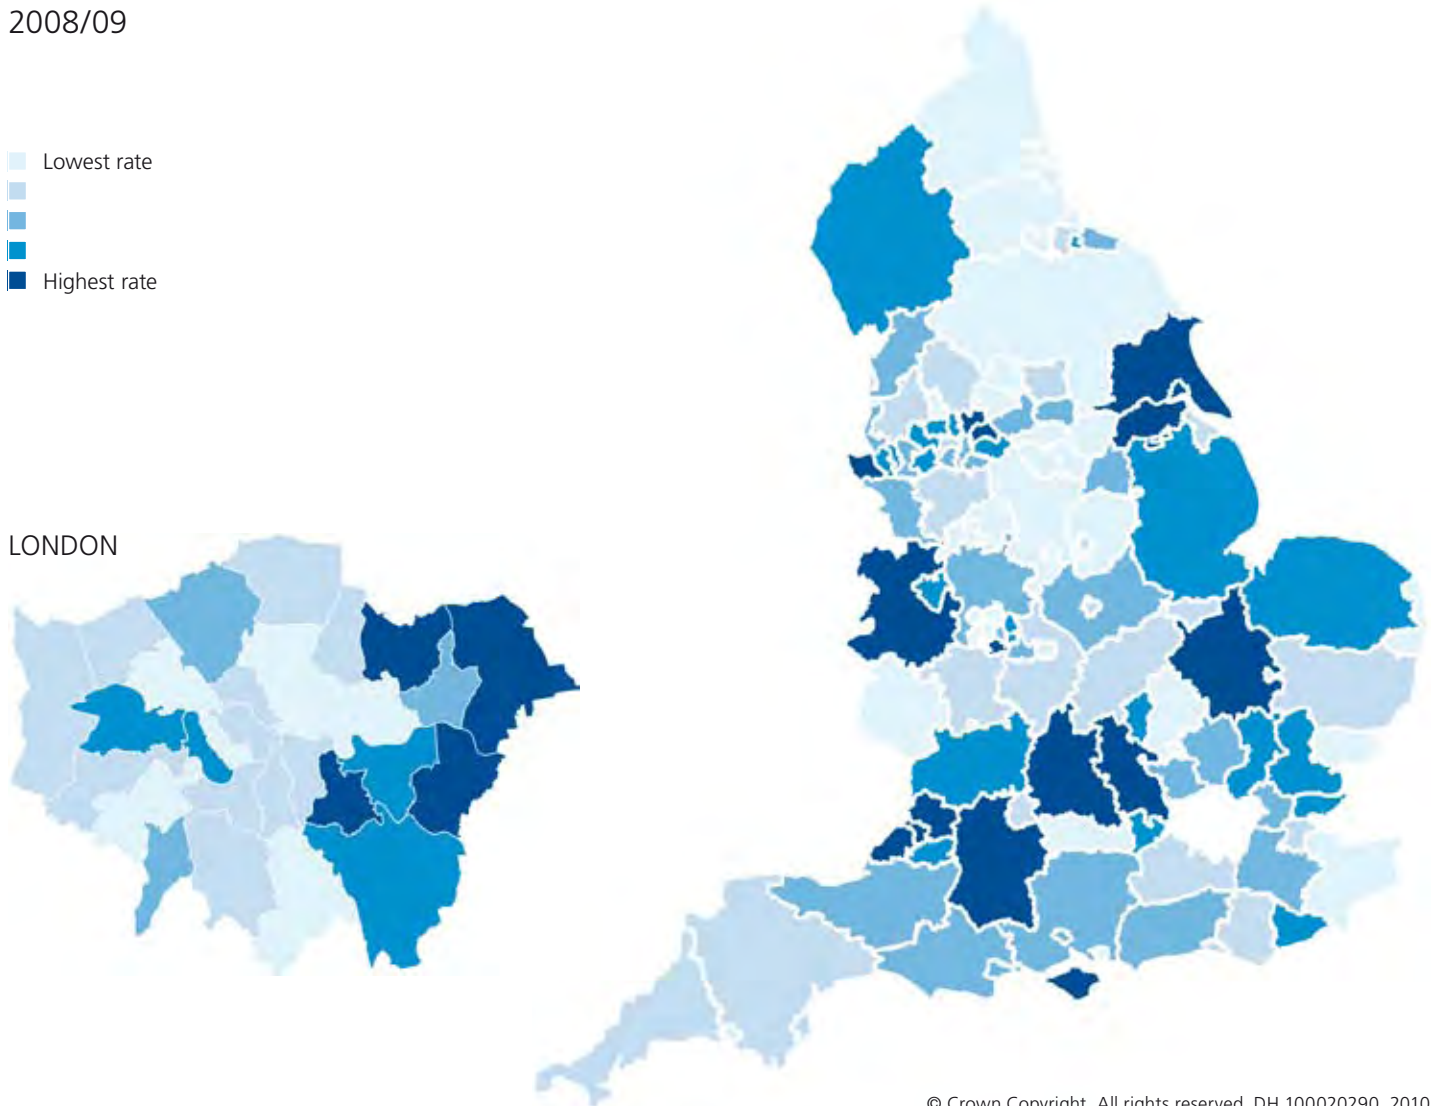 2008/09
Lowest rate
Highest rate
LONDON
© Crown Copyright. All rights reserved. DH 100020290. 2010